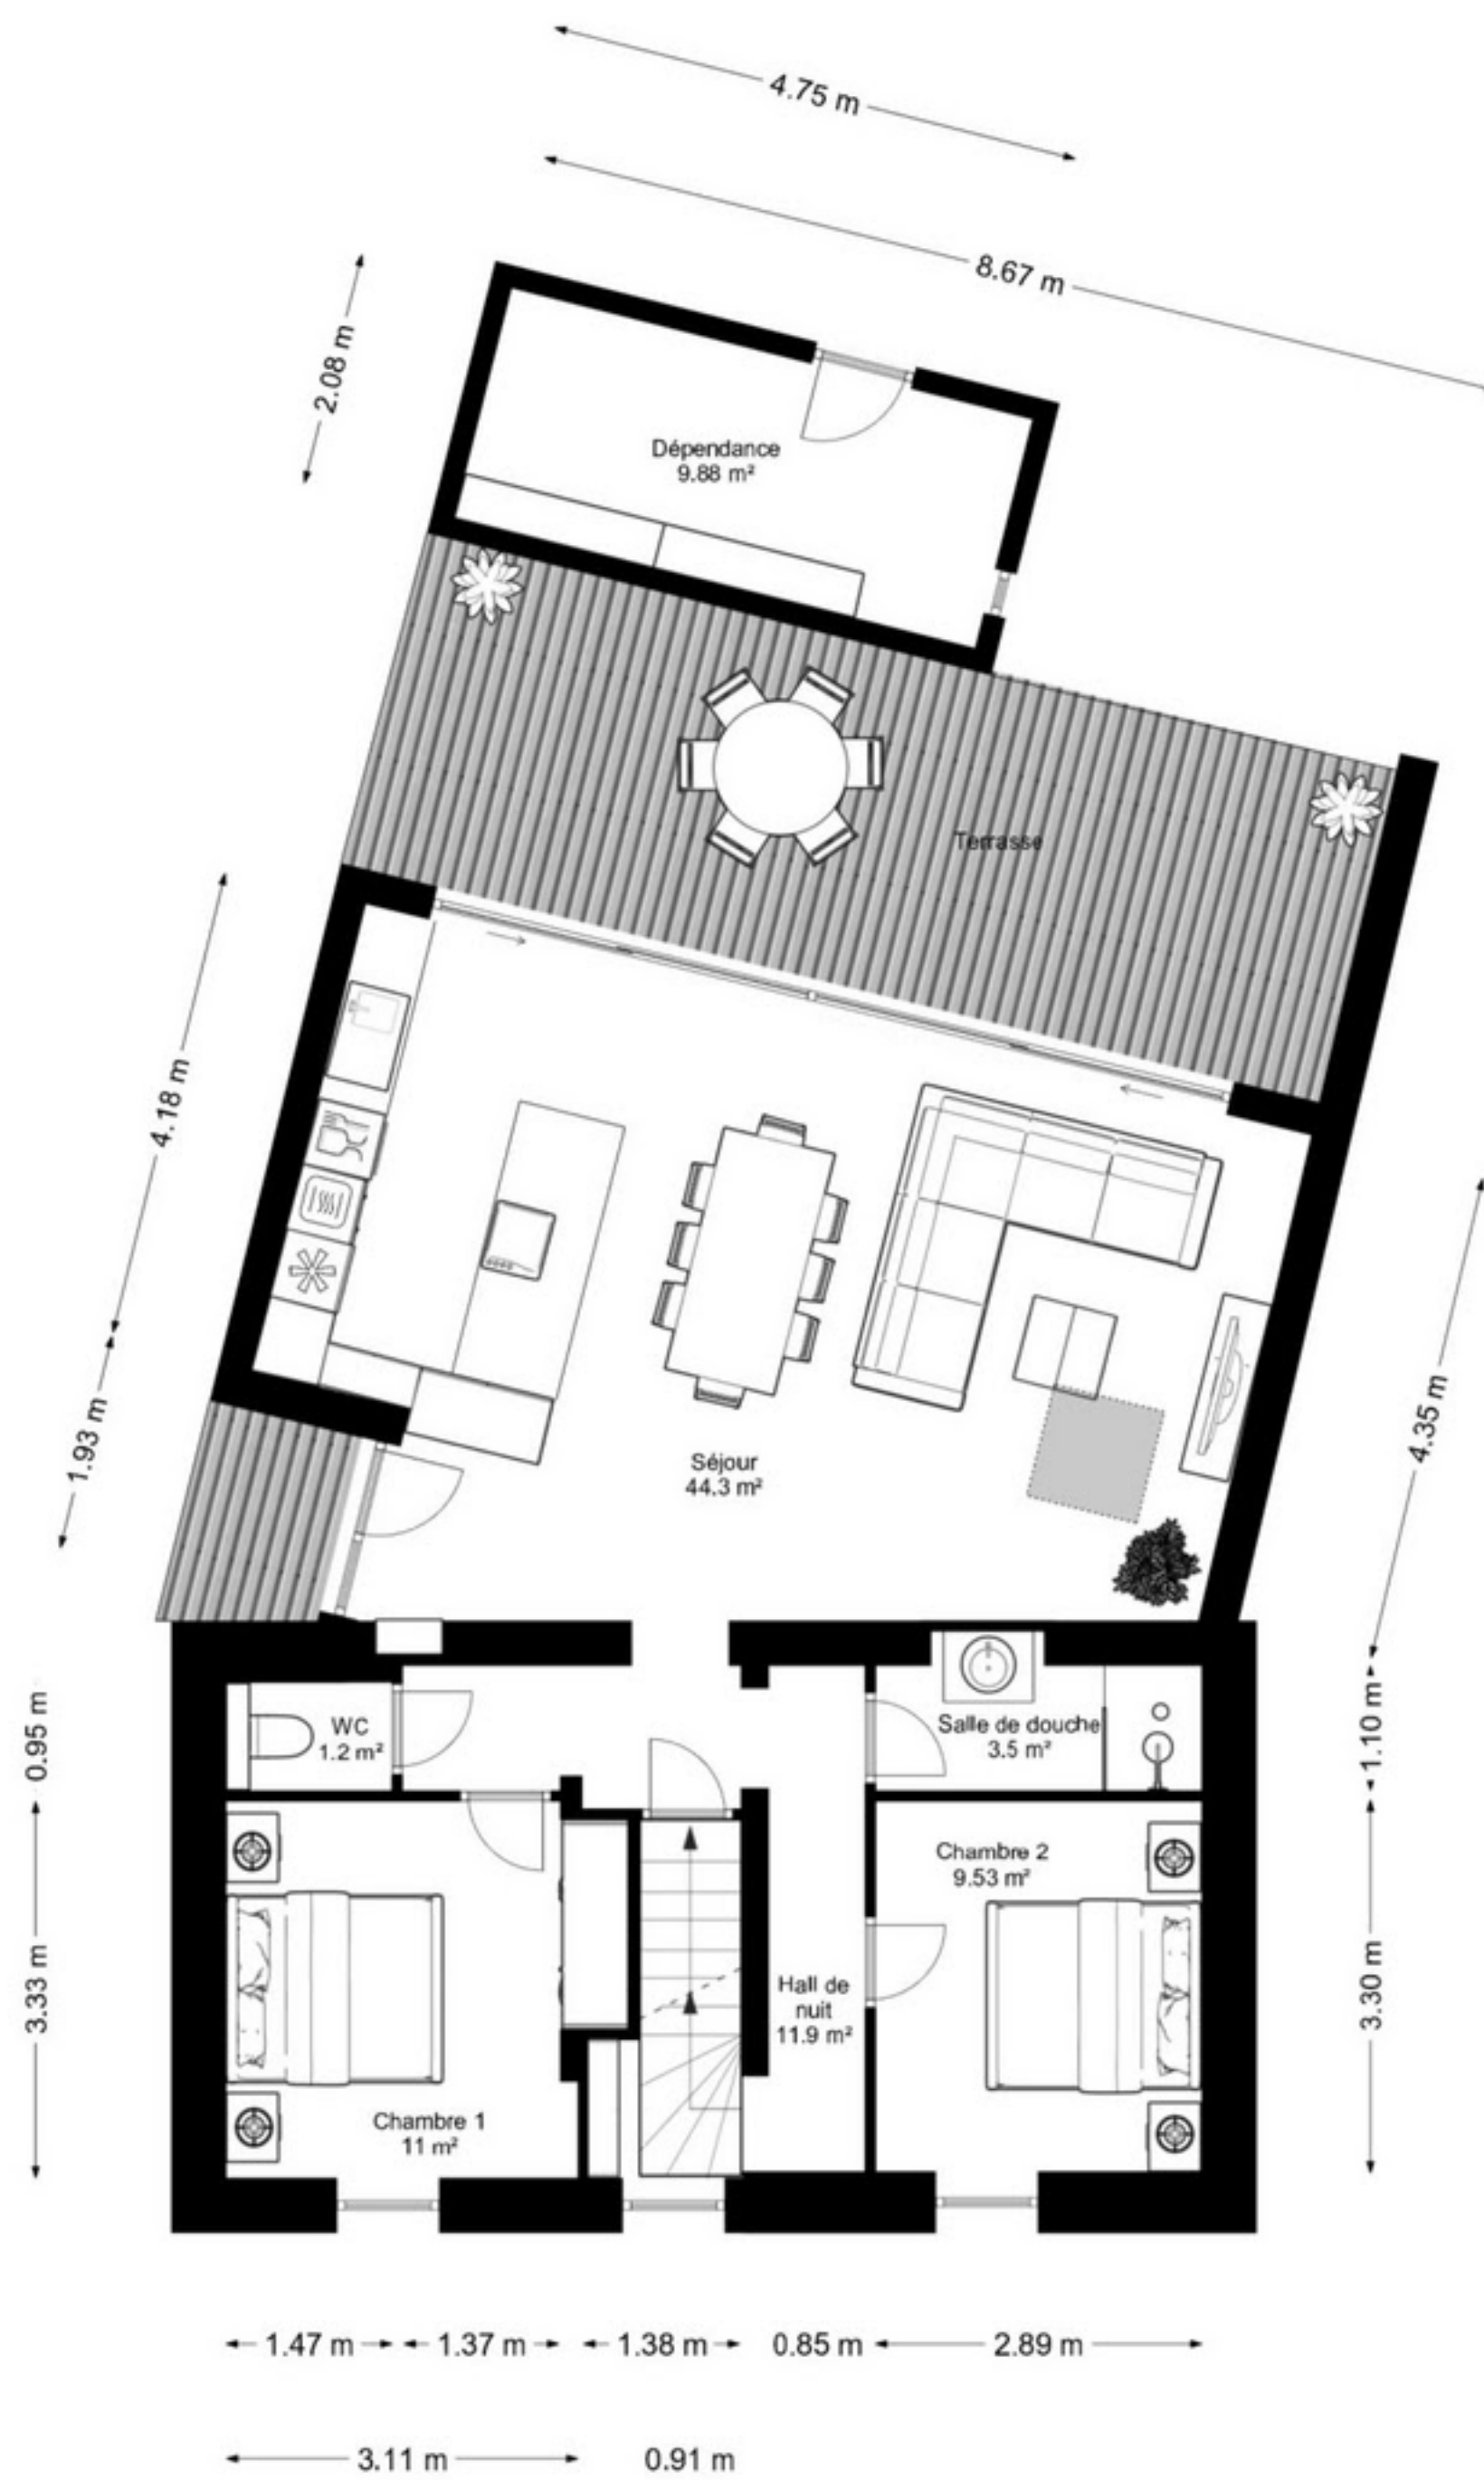 4.75 m
8.67 m
2.08 m
Dépendance
9.88 m²
Terrasse
4.18 m
1.93 m
4.35 m
Séjour
44.3 m²
0.95 m
WC
1.2 m²
Salle de douche
3.5 m²
1.10 m
3.33 m
Chambre 2
9.53 m²
Hall de
nuit
11.9 m²
3.30 m
Chambre 1
11 m²
1.47 m
1.37 m
1.38 m
0.85 m
2.89 m
3.11 m
0.91 m